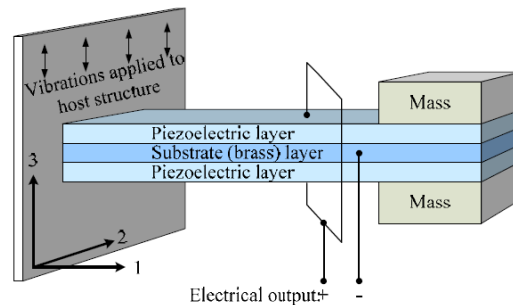 Vibrations applied to
host structure
Mass
Piezoelectric layer
Substrate (brass) layer
Piezoelectric layer
3
2
1
Mass
Electrical output:+ -